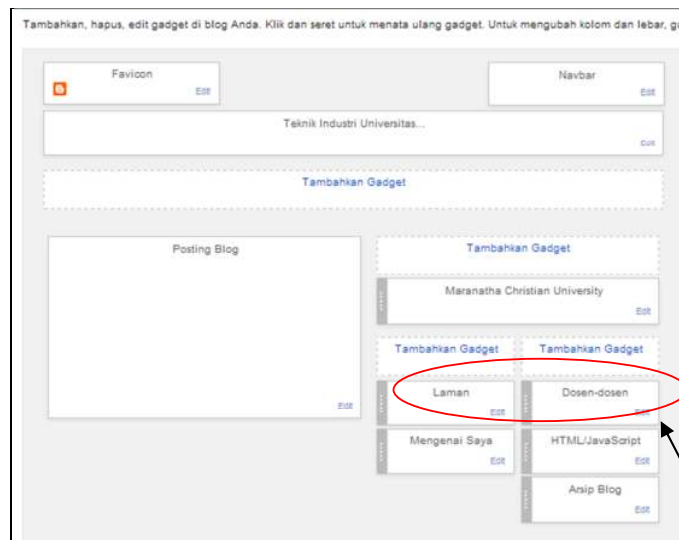 Tambahkan, hapus, edit gadget di blog Anda. Klik dan seret untuk menata ulang gadget. Untuk mengubah kolom dan lebar,
Favicon
Edit
Navbar
Edit
Teknik Industri Universitas...
Edit
Tambahkan Gadget
Posting Blog
Edit
Tambahkan Gadget
Maranatha Christian University
Edit
Tambahkan Gadget Tambahkan Gadget
Laman
Edit
Dosen-dosen
Edit
Mengenai Saya
Edit
HTML/JavaScript
Edit
Arsip Blog
Edit